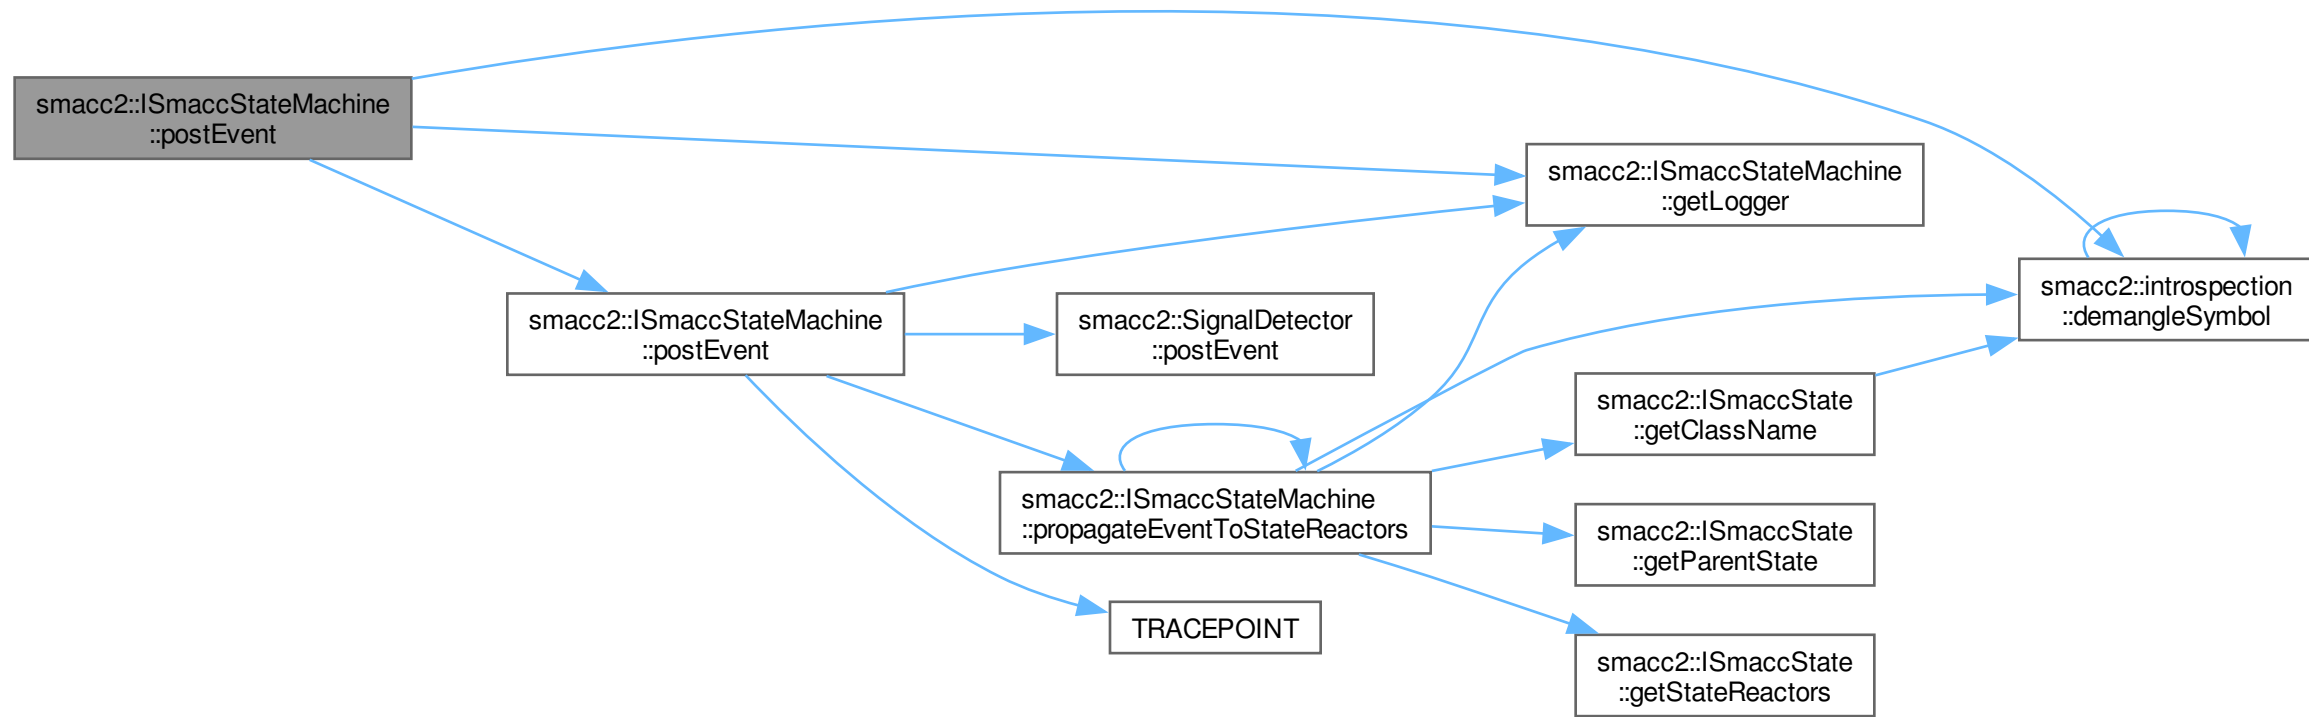 smacc2::ISmaccStateMachine
::postEvent
smacc2::ISmaccStateMachine
::postEvent
smacc2::SignalDetector
::postEvent
smacc2::ISmaccStateMachine
::propagateEventToStateReactors
TRACEPOINT
smacc2::ISmaccStateMachine
::getLogger
smacc2::ISmaccState
::getClassName
smacc2::ISmaccState
::getParentState
smacc2::ISmaccState
::getStateReactors
smacc2::introspection
::demangleSymbol